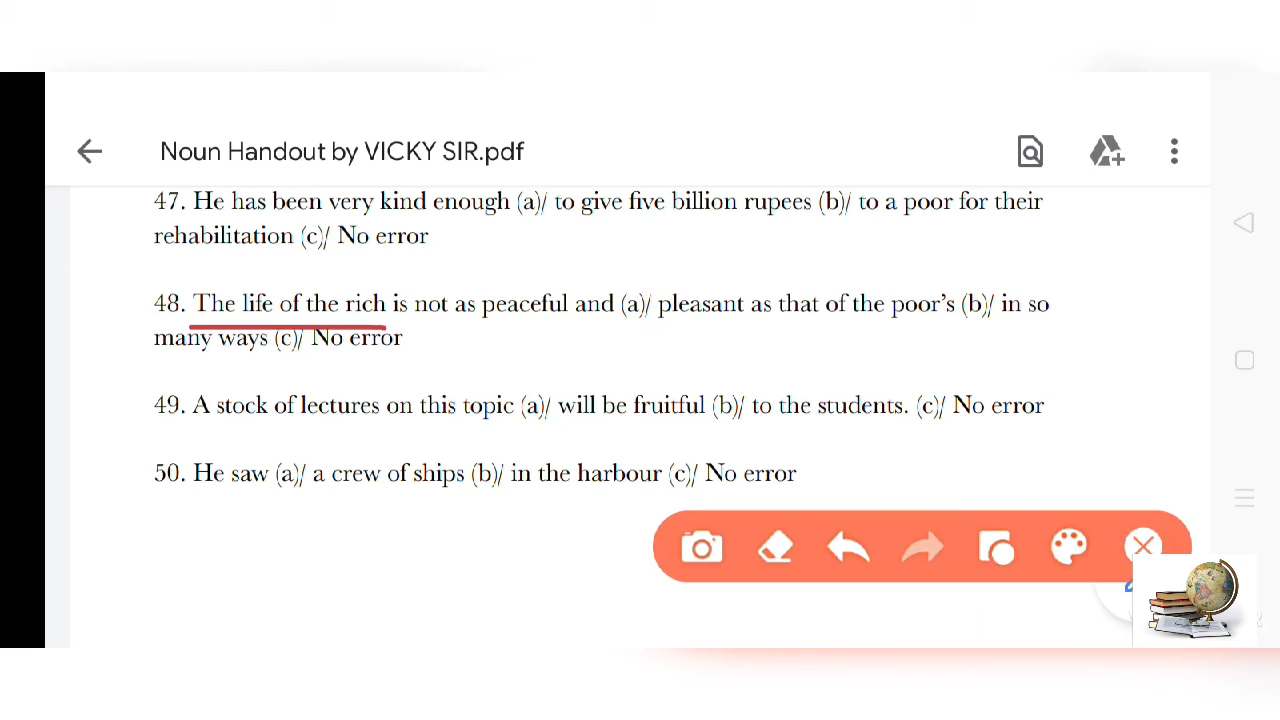 Noun Handout by VICKY SIR.pdf
47. He has been very kind enough (a)/ to give five billion rupees (b)/ to a poor for their
rehabilitation (c)/ No error
48. The life of the rich is not as peaceful and (a)/ pleasant as that of the poor’s (b)/ in so
many ways (c)/ No error
49. A stock of lectures on this topic (a)/ will be fruitful (b)/ to the students. (c)/ No error
50. He saw (a)/ a crew of ships (b)/ in the harbour (c)/ No error